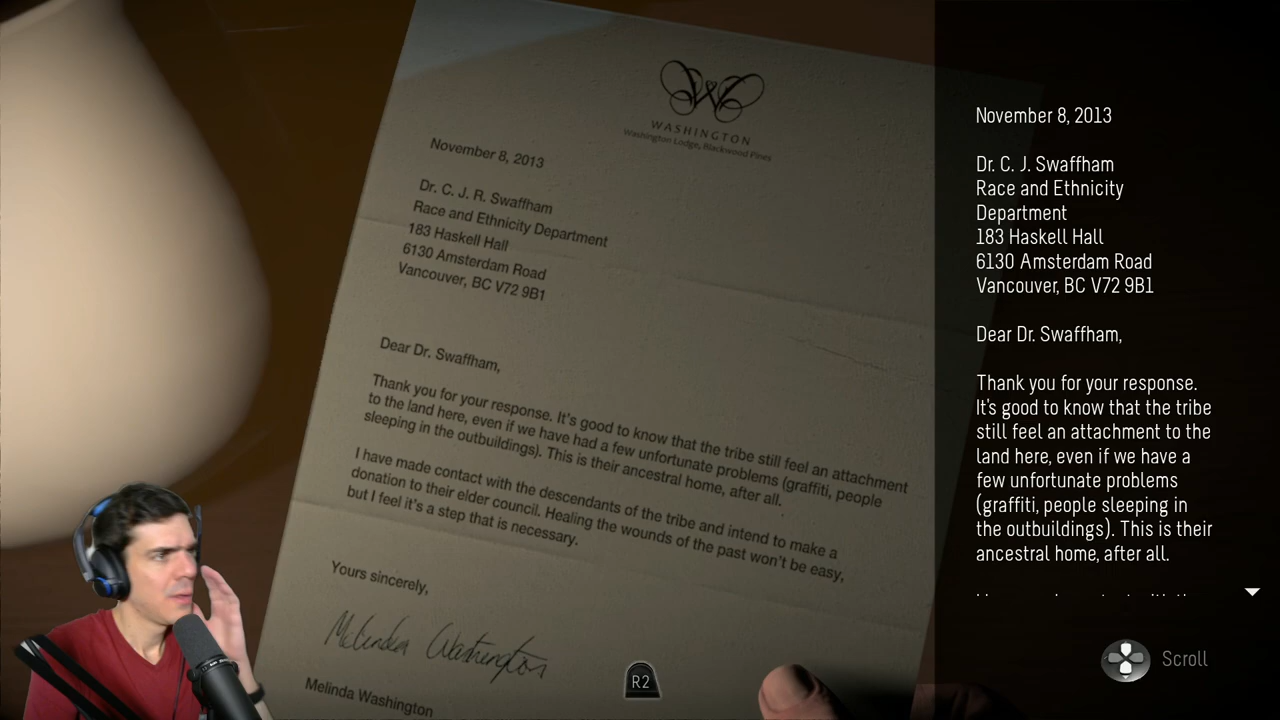 W
WASHINGTON
Washington Lodge, Blackwood Pines
November 8, 2013
Dr. C. J. R. Swaffham
Race and Ethnicity Department
183 Haskell Hall
6130 Amsterdam Road
Vancouver, BC V72 9B1
Dear Dr. Swaffham,
Thank you for your response. It's good to know that the tribe still feel an attachment
to the land here, even if we have had a few unfortunate problems (graffiti, people
sleeping in the outbuildings). This is their ancestral home, after all.
I have made contact with the descendants of the tribe and intend to make a
donation to their elder council. Healing the wounds of the past won't be easy,
but I feel it's a step that is necessary.
Yours sincerely,
Melinda Washington
Melinda Washington
R2
November 8, 2013
Dr. C. J. Swaffham
Race and Ethnicity
Department
183 Haskell Hall
6130 Amsterdam Road
Vancouver, BC V72 9B1
Dear Dr. Swaffham,
Thank you for your response.
It's good to know that the tribe
still feel an attachment to the
land here, even if we have a
few unfortunate problems
(graffiti, people sleeping in
the outbuildings). This is their
ancestral home, after all.
Scroll